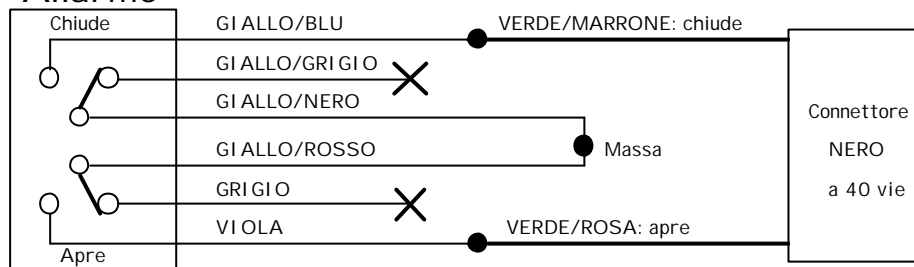 Allarme
Chiude
GIALLO/BLU
VERDE/MARRONE: chiude
GIALLO/GRIGIO
GIALLO/NERO
GIALLO/ROSSO
Massa
GRIGIO
VIOLA
VERDE/ROSA: apre
Apre
Connettore
NERO
a 40 vie